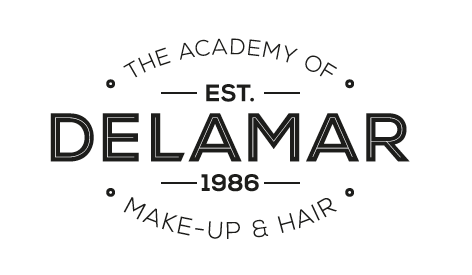 THE ACADEMY OF
EST.
DELAMAR
1986
MAKE-UP & HAIR